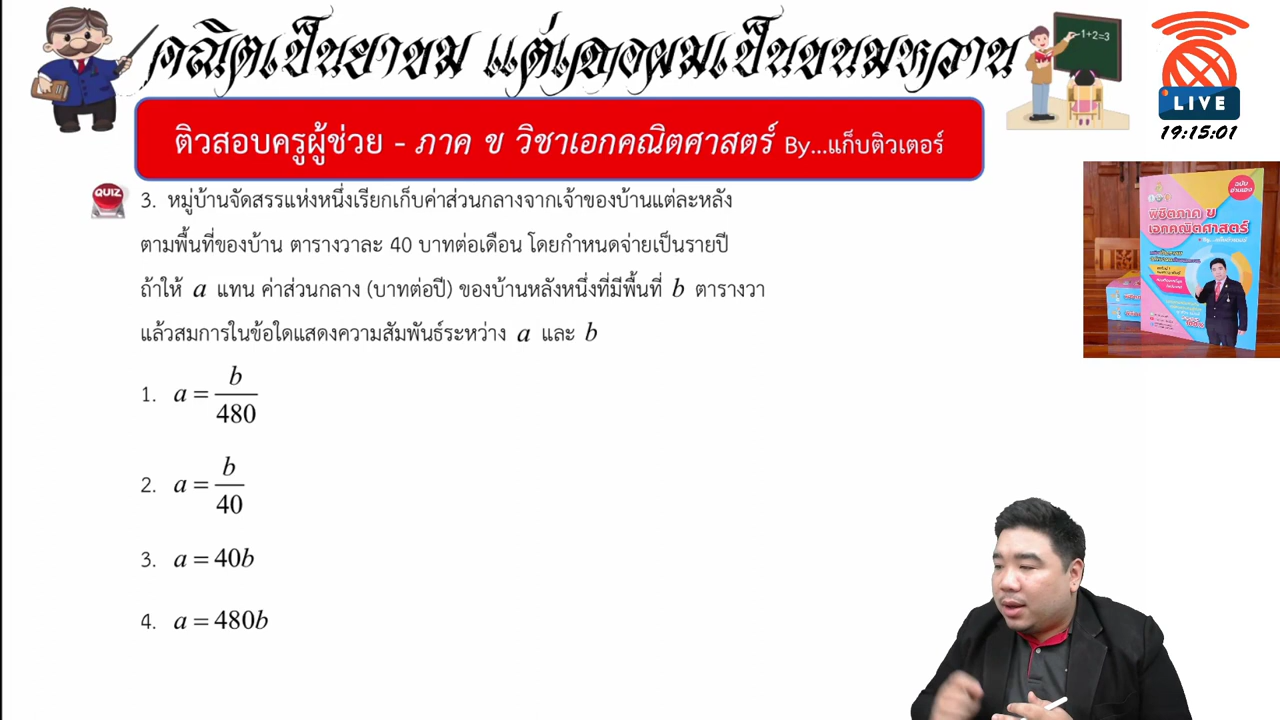 คณิตเป็นยาขม แต่เจอผมเป็นขนมหวาน
-1+2=3
LIVE
19:15:01
ติวสอบครูผู้ช่วย - ภาค ข วิชาเอกคณิตศาสตร์ By...แก็บติวเตอร์
QUIZ
3. หมู่บ้านจัดสรรแห่งหนึ่งเรียกเก็บค่าส่วนกลางจากเจ้าของบ้านแต่ละหลัง
ตามพื้นที่ของบ้าน ตารางวาละ 40 บาทต่อเดือน โดยกำหนดจ่ายเป็นรายปี
ถ้าให้ a แทน ค่าส่วนกลาง (บาทต่อปี) ของบ้านหลังหนึ่งที่มีพื้นที่ b ตารางวา
แล้วสมการในข้อใดแสดงความสัมพันธ์ระหว่าง a และ b
1. a = b/480
2. a = b/40
3. a = 40b
4. a = 480b
ฉบับ
อ่านเอง
พิชิตภาค ข
เอกคณิตศาสตร์